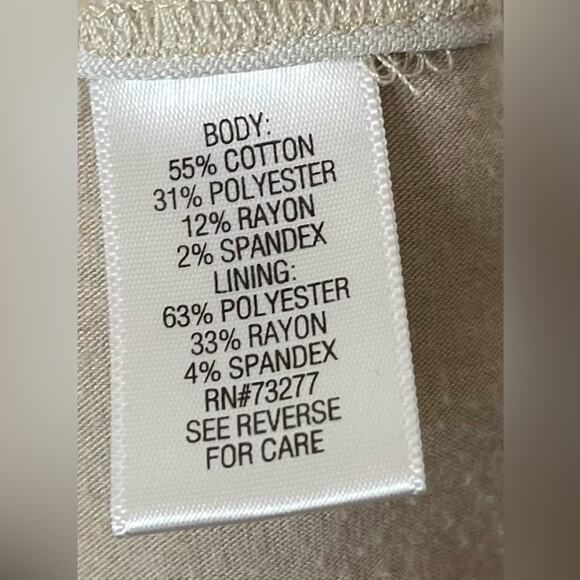 BODY:
55% COTTON
31% POLYESTER
12% RAYON
2% SPANDEX
LINING:
63% POLYESTER
33% RAYON
4% SPANDEX
RN#73277
SEE REVERSE
FOR CARE